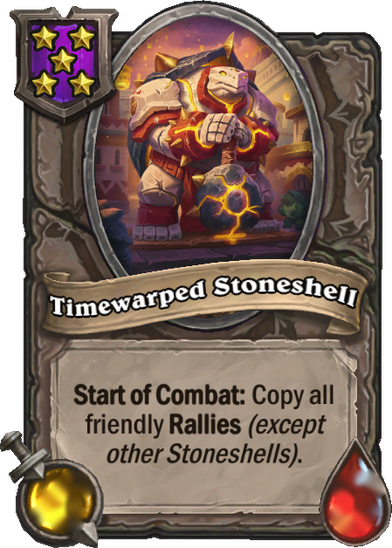 Timewarped Stoneshell
Start of Combat: Copy all
friendly Rallies (except
other Stoneshells).